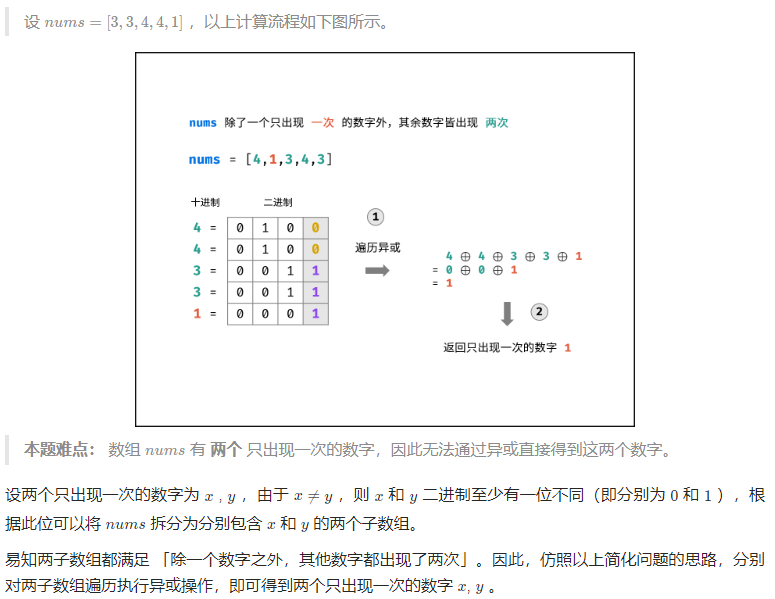 设 nums = [3, 3, 4, 4, 1] ，以上计算流程如下图所示。
nums 除了一个只出现 一次 的数字外，其余数字皆出现 两次
nums = [4,1,3,4,3]
十进制 二进制
4 = 0 1 0 0
4 = 0 1 0 0
3 = 0 0 1 1
3 = 0 0 1 1
1 = 0 0 0 1
1
遍历异或
4 ⊕ 4 ⊕ 3 ⊕ 3 ⊕ 1
= 0 ⊕ 0 ⊕ 1
= 1
2
返回只出现一次的数字 1
本题难点： 数组 nums 有 两个 只出现一次的数字，因此无法通过异或直接得到这两个数字。
设两个只出现一次的数字为 x , y ，由于 x ≠ y ，则 x 和 y 二进制至少有一位不同（即分别为 0 和 1 ），根
据此位可以将 nums 拆分为分别包含 x 和 y 的两个子数组。
易知两子数组都满足 「除一个数字之外，其他数字都出现了两次」。因此，仿照以上简化问题的思路，分别
对两子数组遍历执行异或操作，即可得到两个只出现一次的数字 x, y 。